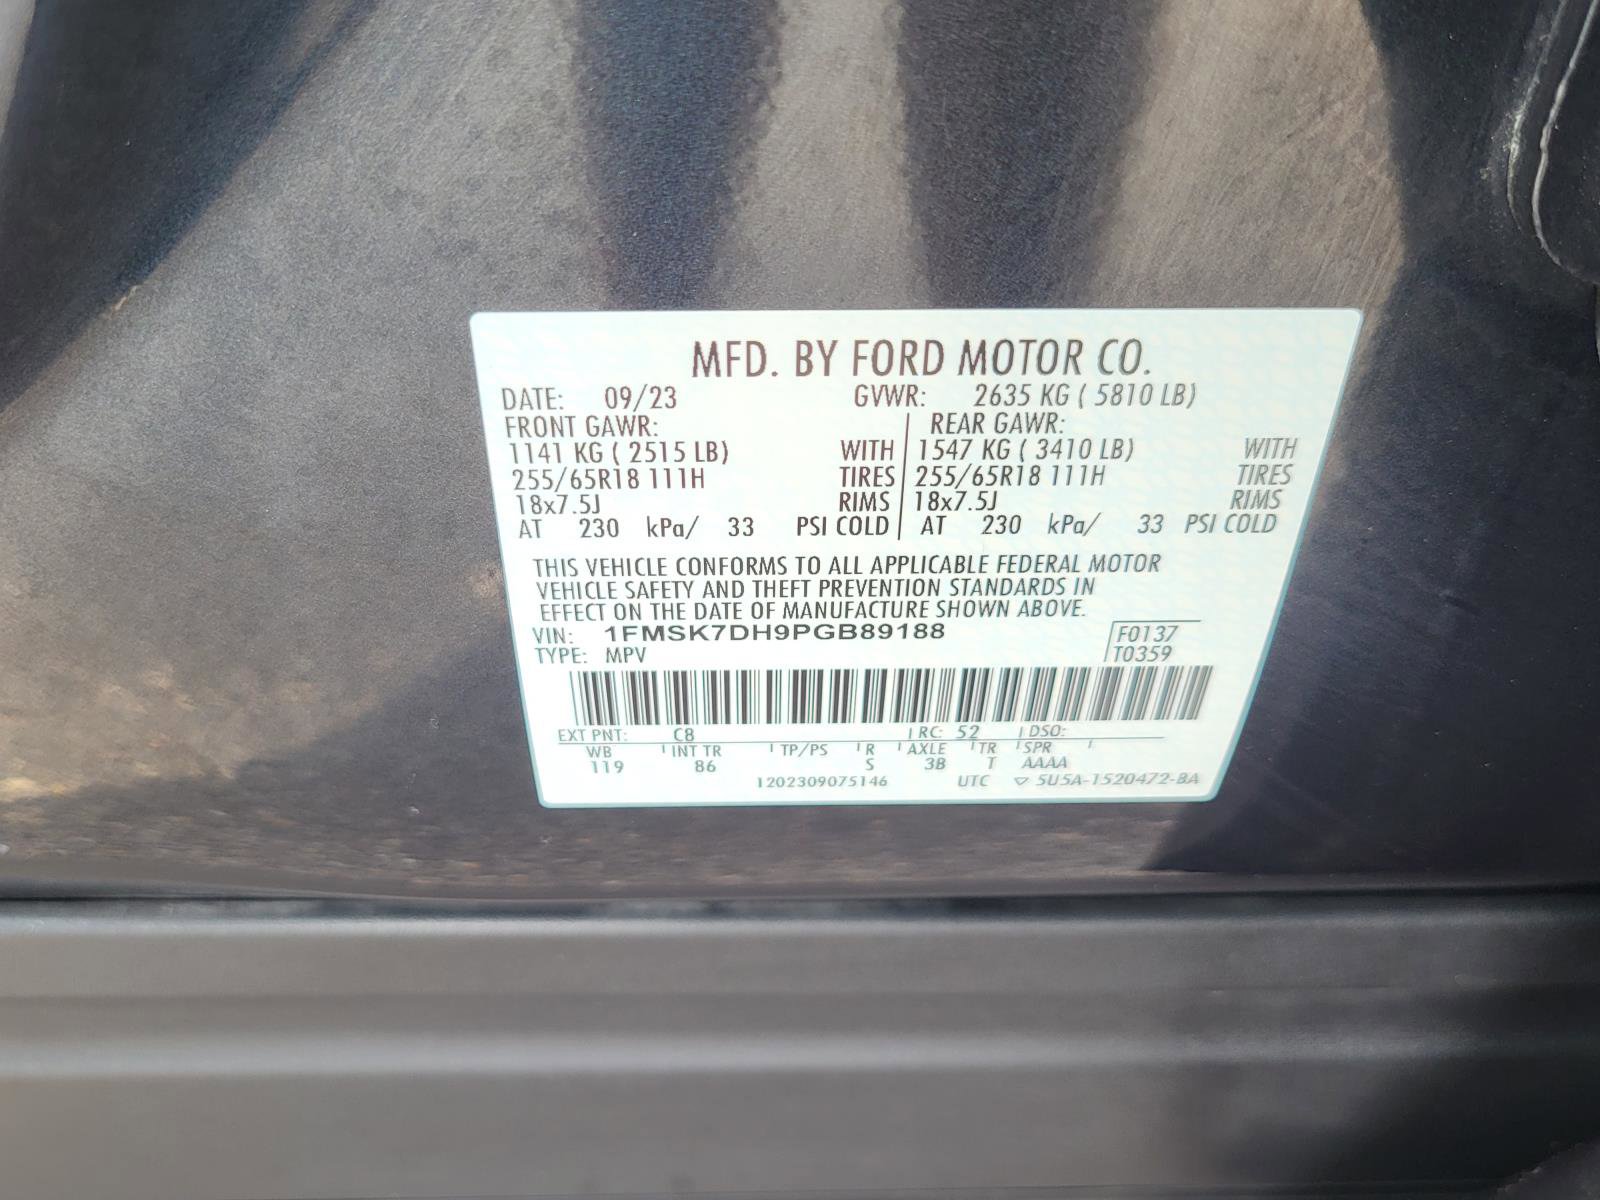 MFD. BY FORD MOTOR CO.
DATE: 09/23 GVWR: 2635 KG ( 5810 LB)
FRONT GAWR: REAR GAWR:
1141 KG ( 2515 LB) WITH 1547 KG ( 3410 LB) WITH
255/65R18 111H TIRES 255/65R18 111H TIRES
18x7.5J RIMS 18x7.5J RIMS
AT 230 kPa/ 33 PSI COLD AT 230 kPa/ 33 PSI COLD
THIS VEHICLE CONFORMS TO ALL APPLICABLE FEDERAL MOTOR
VEHICLE SAFETY AND THEFT PREVENTION STANDARDS IN
EFFECT ON THE DATE OF MANUFACTURE SHOWN ABOVE.
VIN: 1FMSK7DH9PGB89188 F0137
TYPE: MPV T0359
EXT PNT: C8 RC: 52 DSO:
WB INT TR TP/PS R AXLE TR SPR
119 86 S 3B T AAAA
1202309075146 UTC ▽ 5U5A-1520472-BA